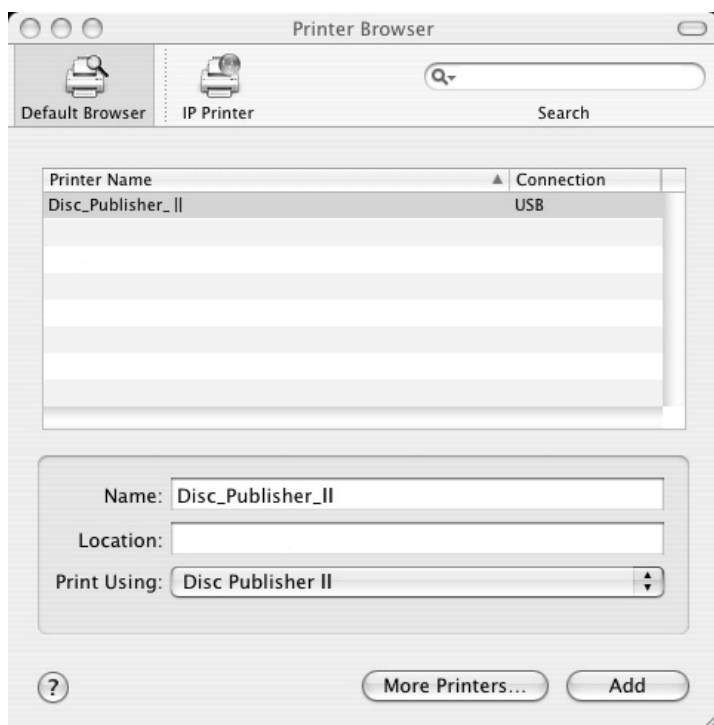 Printer Browser
Default Browser
IP Printer
Search
Printer Name
Connection
Disc_Publisher_ II
USB
Name: Disc_Publisher_II
Location:
Print Using: Disc Publisher II
?
More Printers...
Add